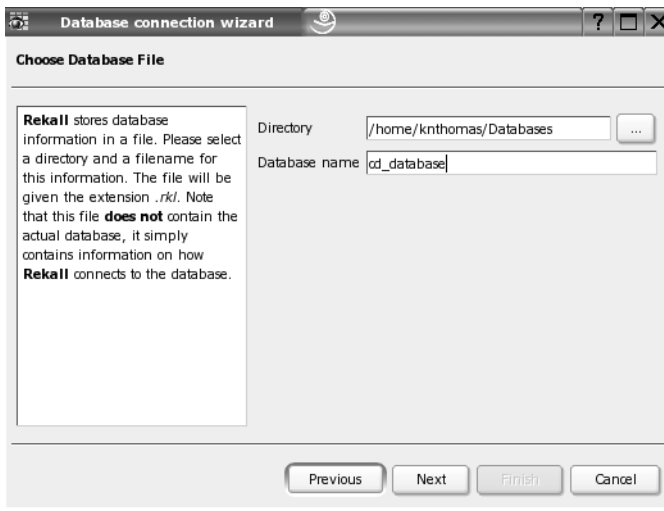 Database connection wizard
?
X
Choose Database File
Rekall stores database
information in a file. Please select
a directory and a filename for
this information. The file will be
given the extension .rkl. Note
that this file does not contain the
actual database, it simply
contains information on how
Rekall connects to the database.
Directory
/home/knthomas/Databases
...
Database name
cd_database
Previous
Next
Finish
Cancel